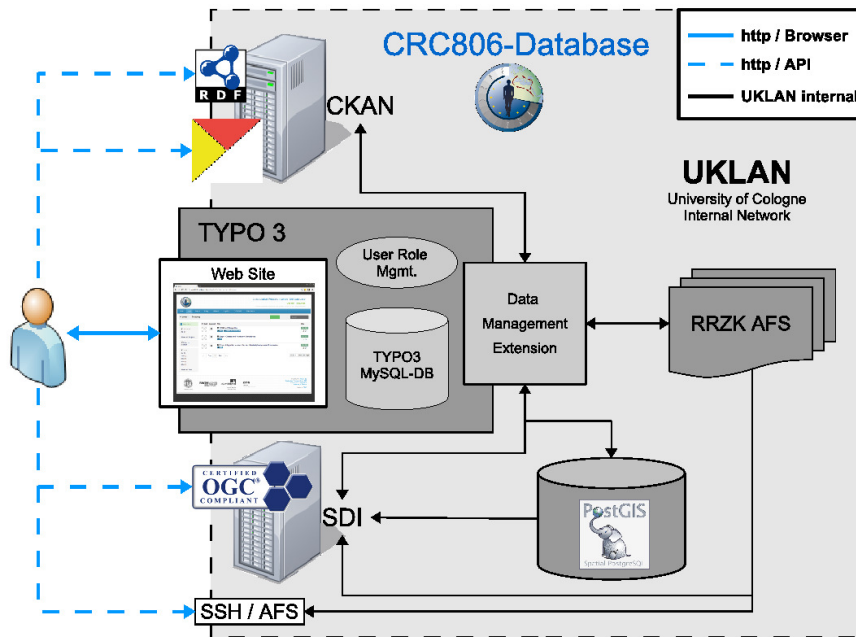 CRC806-Database
http / Browser
http / API
UKLAN internal
RDF
CKAN
UKLAN
University of Cologne
Internal Network
TYPO 3
User Role
Mgmt.
Web Site
Data
Management
Extension
RRZK AFS
TYPO3
MySQL-DB
CERTIFIED
OGC®
COMPLIANT
SDI
PostGIS
Spatial PostgreSQL
SSH / AFS